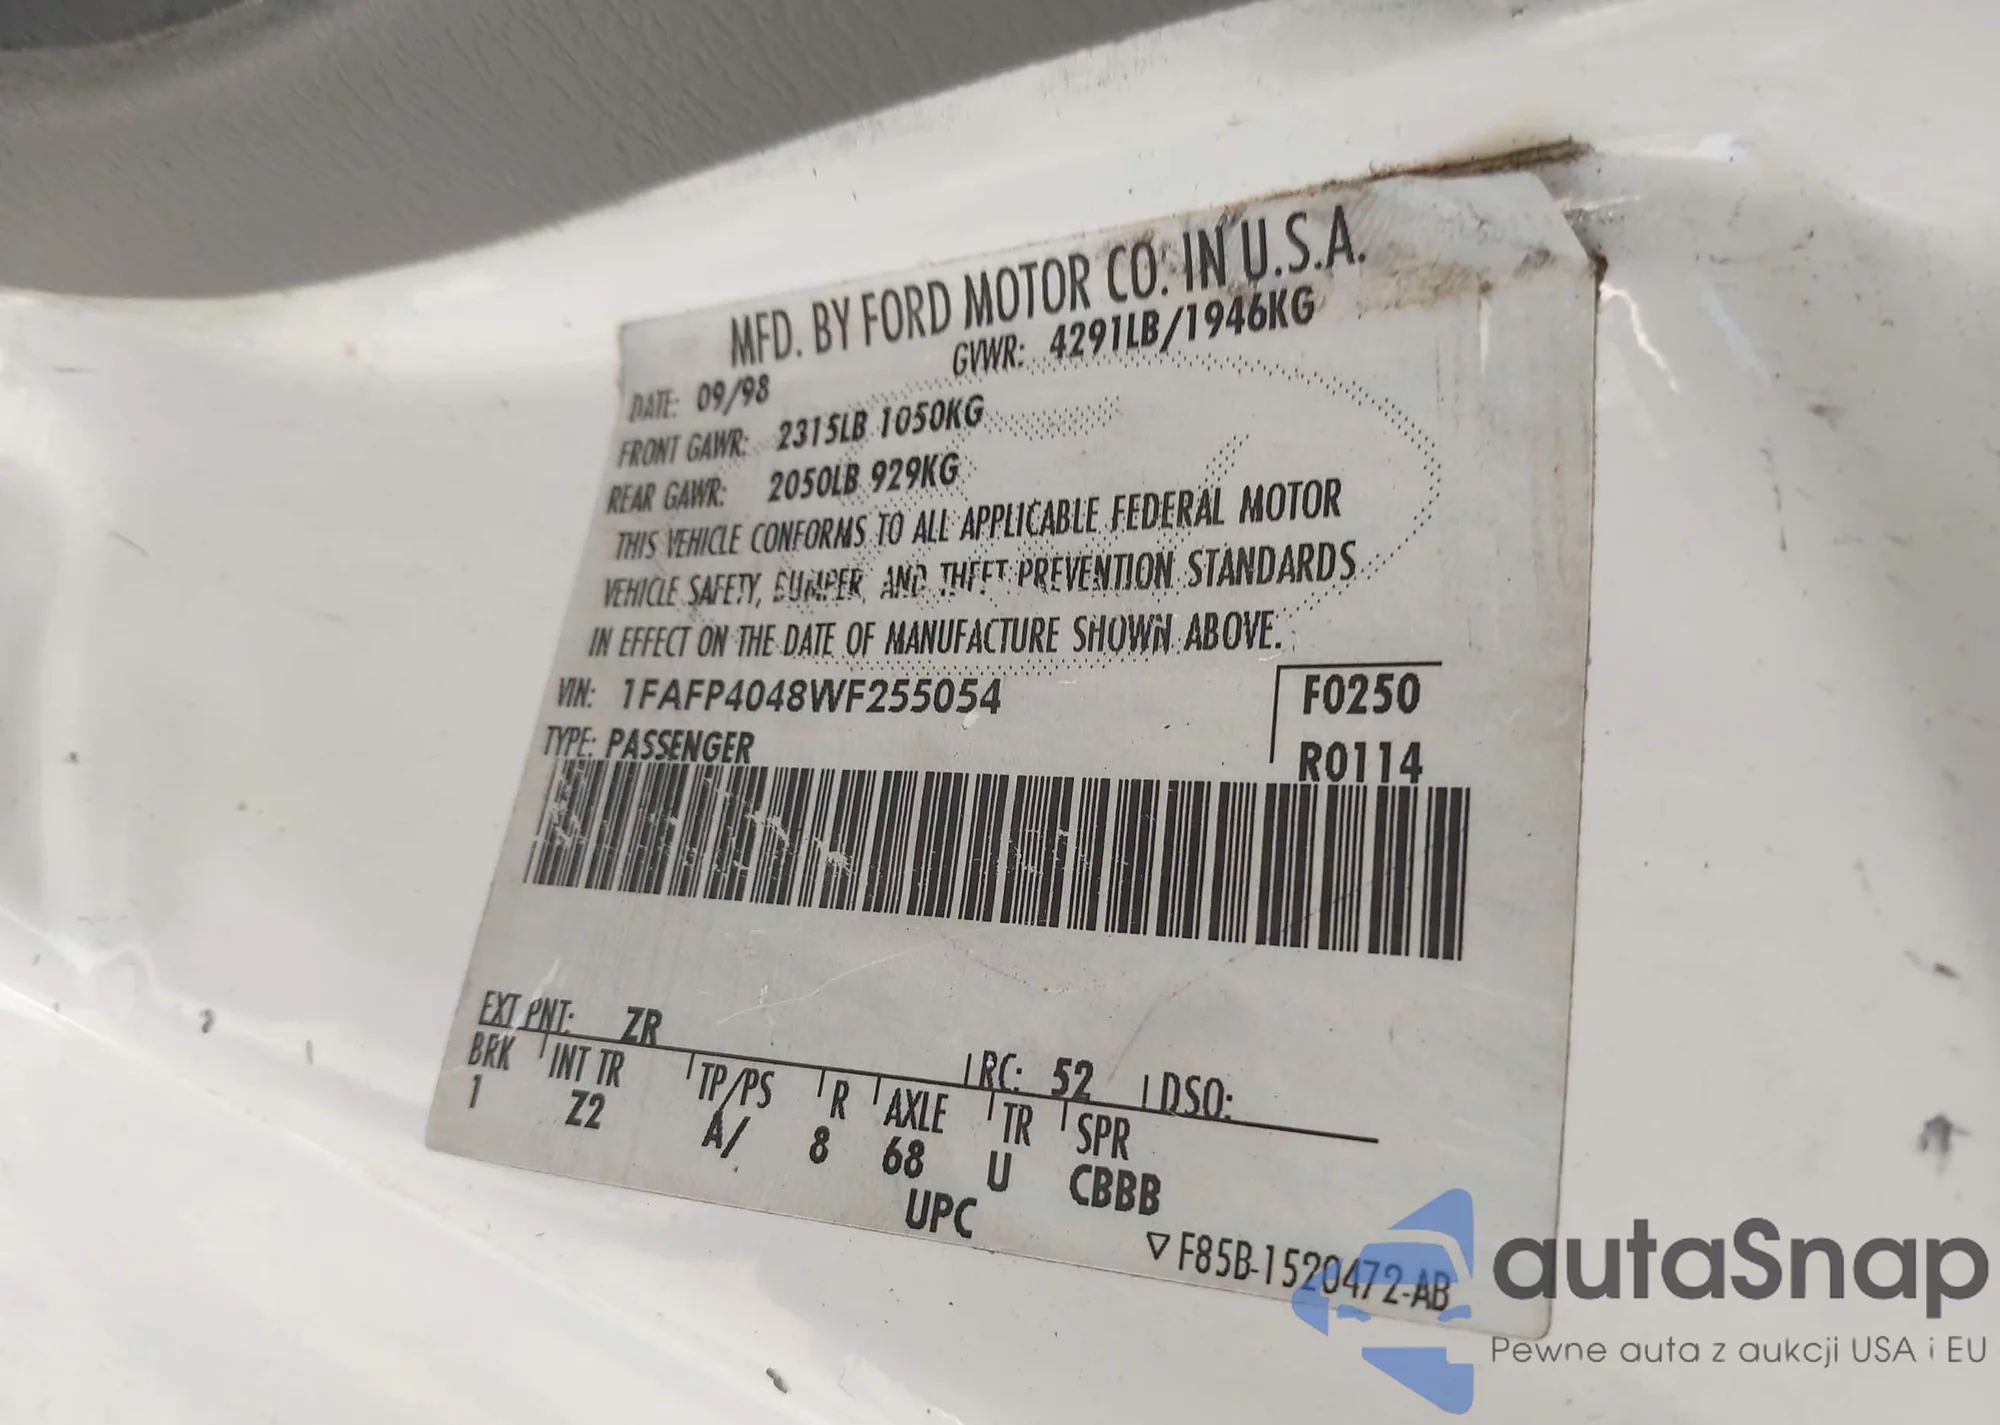 MFD. BY FORD MOTOR CO. IN U.S.A.
DATE: 09/98
GVWR: 4291LB/1946KG
FRONT GAWR: 2315LB 1050KG
REAR GAWR: 2050LB 929KG
THIS VEHICLE CONFORMS TO ALL APPLICABLE FEDERAL MOTOR
VEHICLE SAFETY, BUMPER, AND THEFT PREVENTION STANDARDS
IN EFFECT ON THE DATE OF MANUFACTURE SHOWN ABOVE.
VIN: 1FAFP4048WF255054
F0250
TYPE: PASSENGER
R0114
EXT PNT: ZR
RC: 52 DSO:
BRK INT TR TP/PS R AXLE TR SPR
1 Z2 A/ 8 68 U CBBB
UPC
▽ F85B-1520472-AB
autaSnap
Pewne auta z aukcji USA i EU